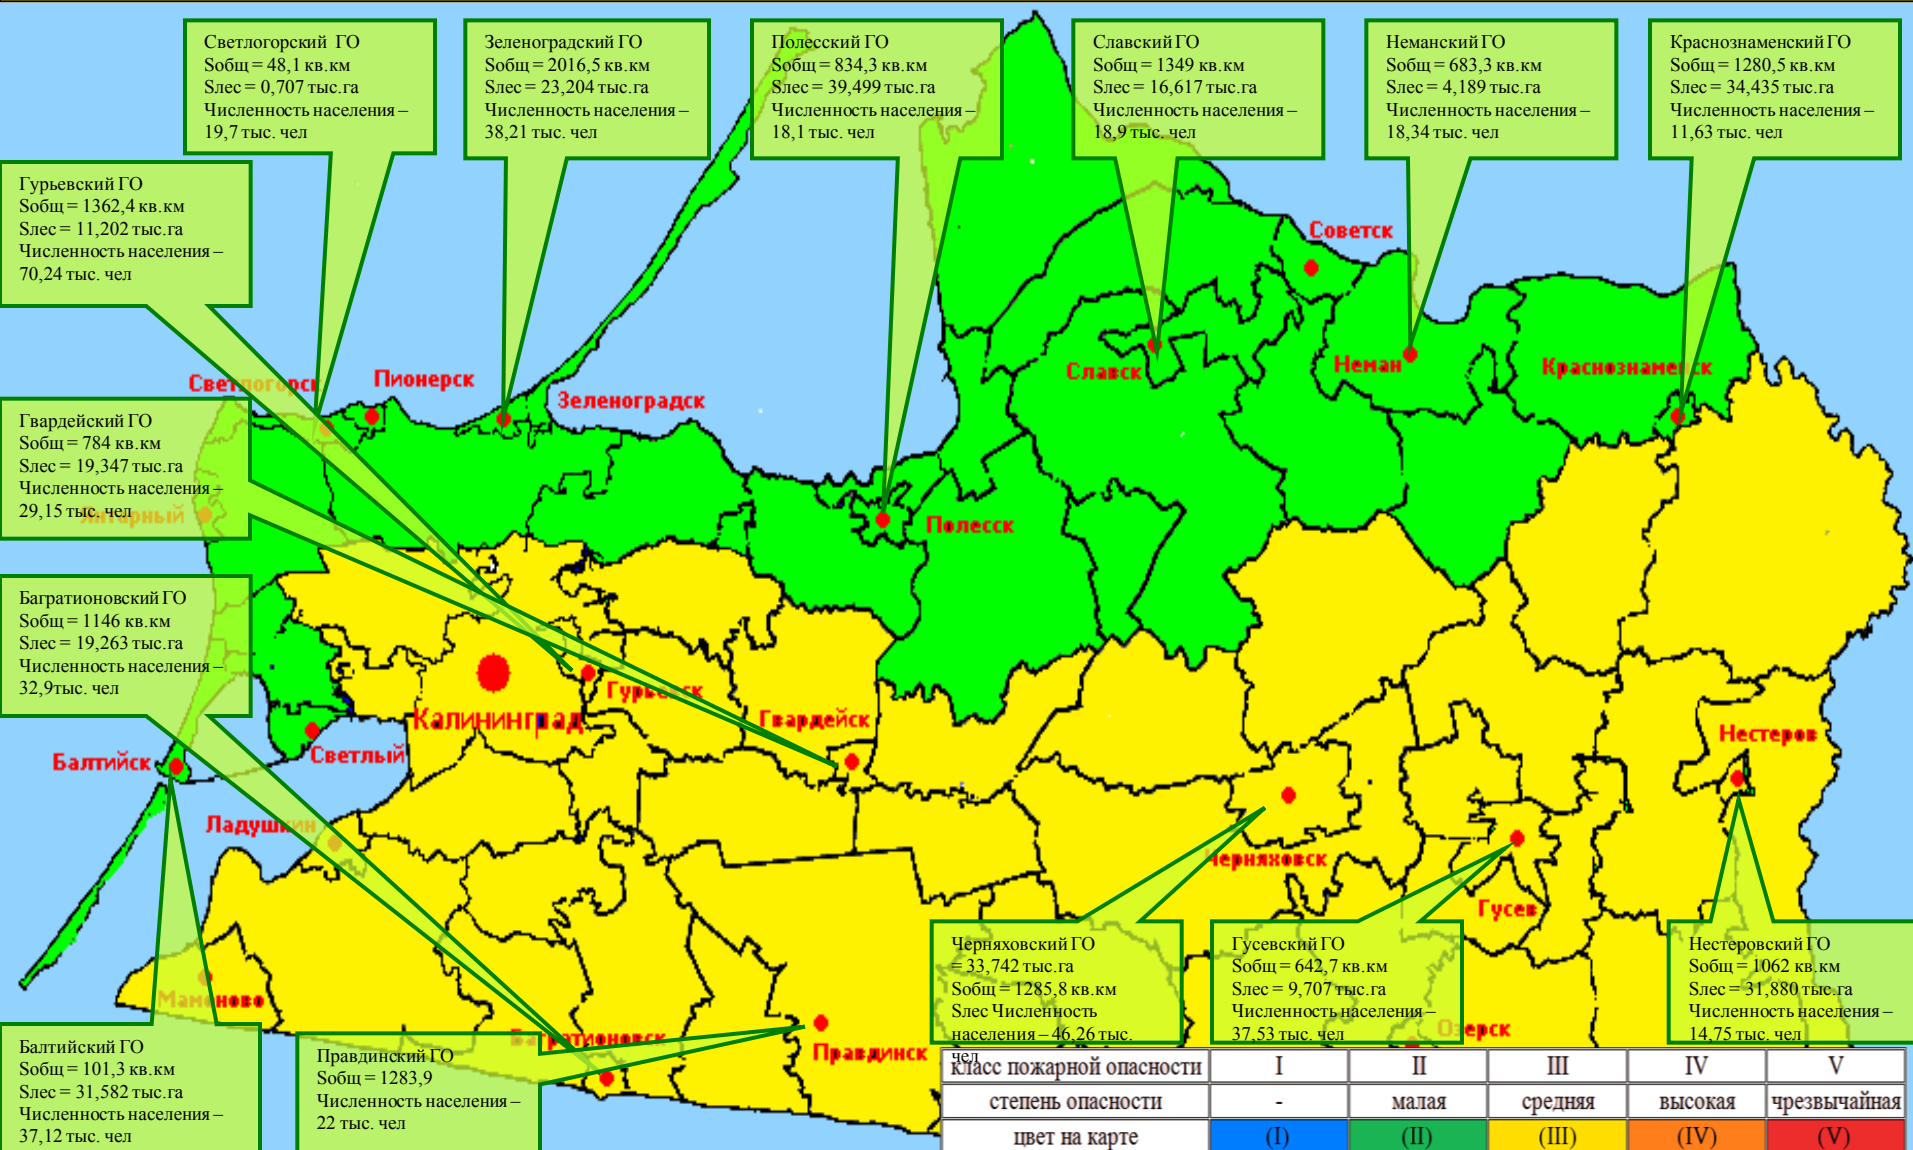 Светлогорский ГО
Sобщ = 48,1 кв.км
Sлес = 0,707 тыс.га
Численность населения –
19,7 тыс. чел
Зеленоградский ГО
Sобщ = 2016,5 кв.км
Sлес = 23,204 тыс.га
Численность населения –
38,21 тыс. чел
Полесский ГО
Sобщ = 834,3 кв.км
Sлес = 39,499 тыс.га
Численность населения –
18,1 тыс. чел
Славский ГО
Sобщ = 1349 кв.км
Sлес = 16,617 тыс.га
Численность населения –
18,9 тыс. чел
Неманский ГО
Sобщ = 683,3 кв.км
Sлес = 4,189 тыс.га
Численность населения –
18,34 тыс. чел
Краснознаменский ГО
Sобщ = 1280,5 кв.км
Sлес = 34,435 тыс.га
Численность населения –
11,63 тыс. чел
Гурьевский ГО
Sобщ = 1362,4 кв.км
Sлес = 11,202 тыс.га
Численность населения –
70,24 тыс. чел
Советск
Неман
Краснознаменск
Славск
Светлогорск
Пионерск
Зеленоградск
Гвардейский ГО
Sобщ = 784 кв.км
Sлес = 19,347 тыс.га
Численность населения –
29,15 тыс. чел
Янтарный
Полесск
Багратионовский ГО
Sобщ = 1146 кв.км
Sлес = 19,263 тыс.га
Численность населения –
32,9тыс. чел
Гурьевск
Калининград
Гвардейск
Нестеров
Балтийск
Светлый
Ладушкин
Черняховск
Гусев
Мамоново
Багратионовск
Правдинск
Озерск
Черняховский ГО
= 33,742 тыс.га
Sобщ = 1285,8 кв.км
Sлес Численность
населения – 46,26 тыс.
чел
Гусевский ГО
Sобщ = 642,7 кв.км
Sлес = 9,707 тыс.га
Численность населения –
37,53 тыс. чел
Нестеровский ГО
Sобщ = 1062 кв.км
Sлес = 31,880 тыс.га
Численность населения –
14,75 тыс. чел
Балтийский ГО
Sобщ = 101,3 кв.км
Sлес = 31,582 тыс.га
Численность населения –
37,12 тыс. чел
Правдинский ГО
Sобщ = 1283,9
Численность населения –
22 тыс. чел
класс пожарной опасности I II III IV V
степень опасности - малая средняя высокая чрезвычайная
цвет на карте (I) (II) (III) (IV) (V)